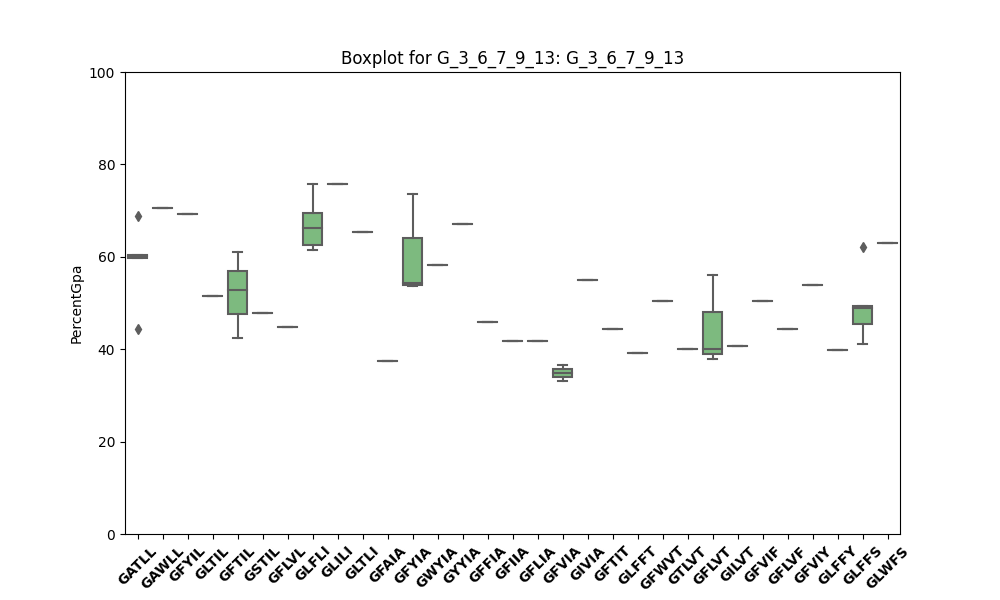 Boxplot for G_3_6_7_9_13: G_3_6_7_9_13
100
80
60
40
20
0
PercentGpa
GATLL
GAWLL
GFYIL
GLTIL
GFTIL
GSTIL
GFLVL
GLFLI
GLILI
GLTLI
GFAIA
GFYIA
GWYIA
GYYIA
GFFIA
GFIIA
GFLIA
GFVIA
GIVIA
GFTIT
GLFFT
GFWVT
GTLVT
GFLVT
GILVT
GFVIF
GFLVF
GFVIY
GLFFY
GLFFS
GLWFS